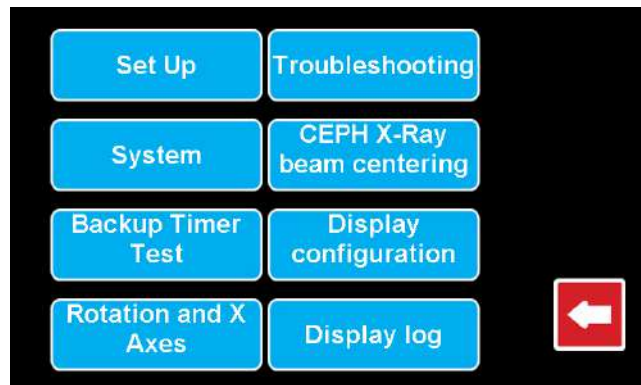 Set Up
Troubleshooting
System
CEPH X-Ray
beam centering
Backup Timer
Test
Display
configuration
Rotation and X
Axes
Display log